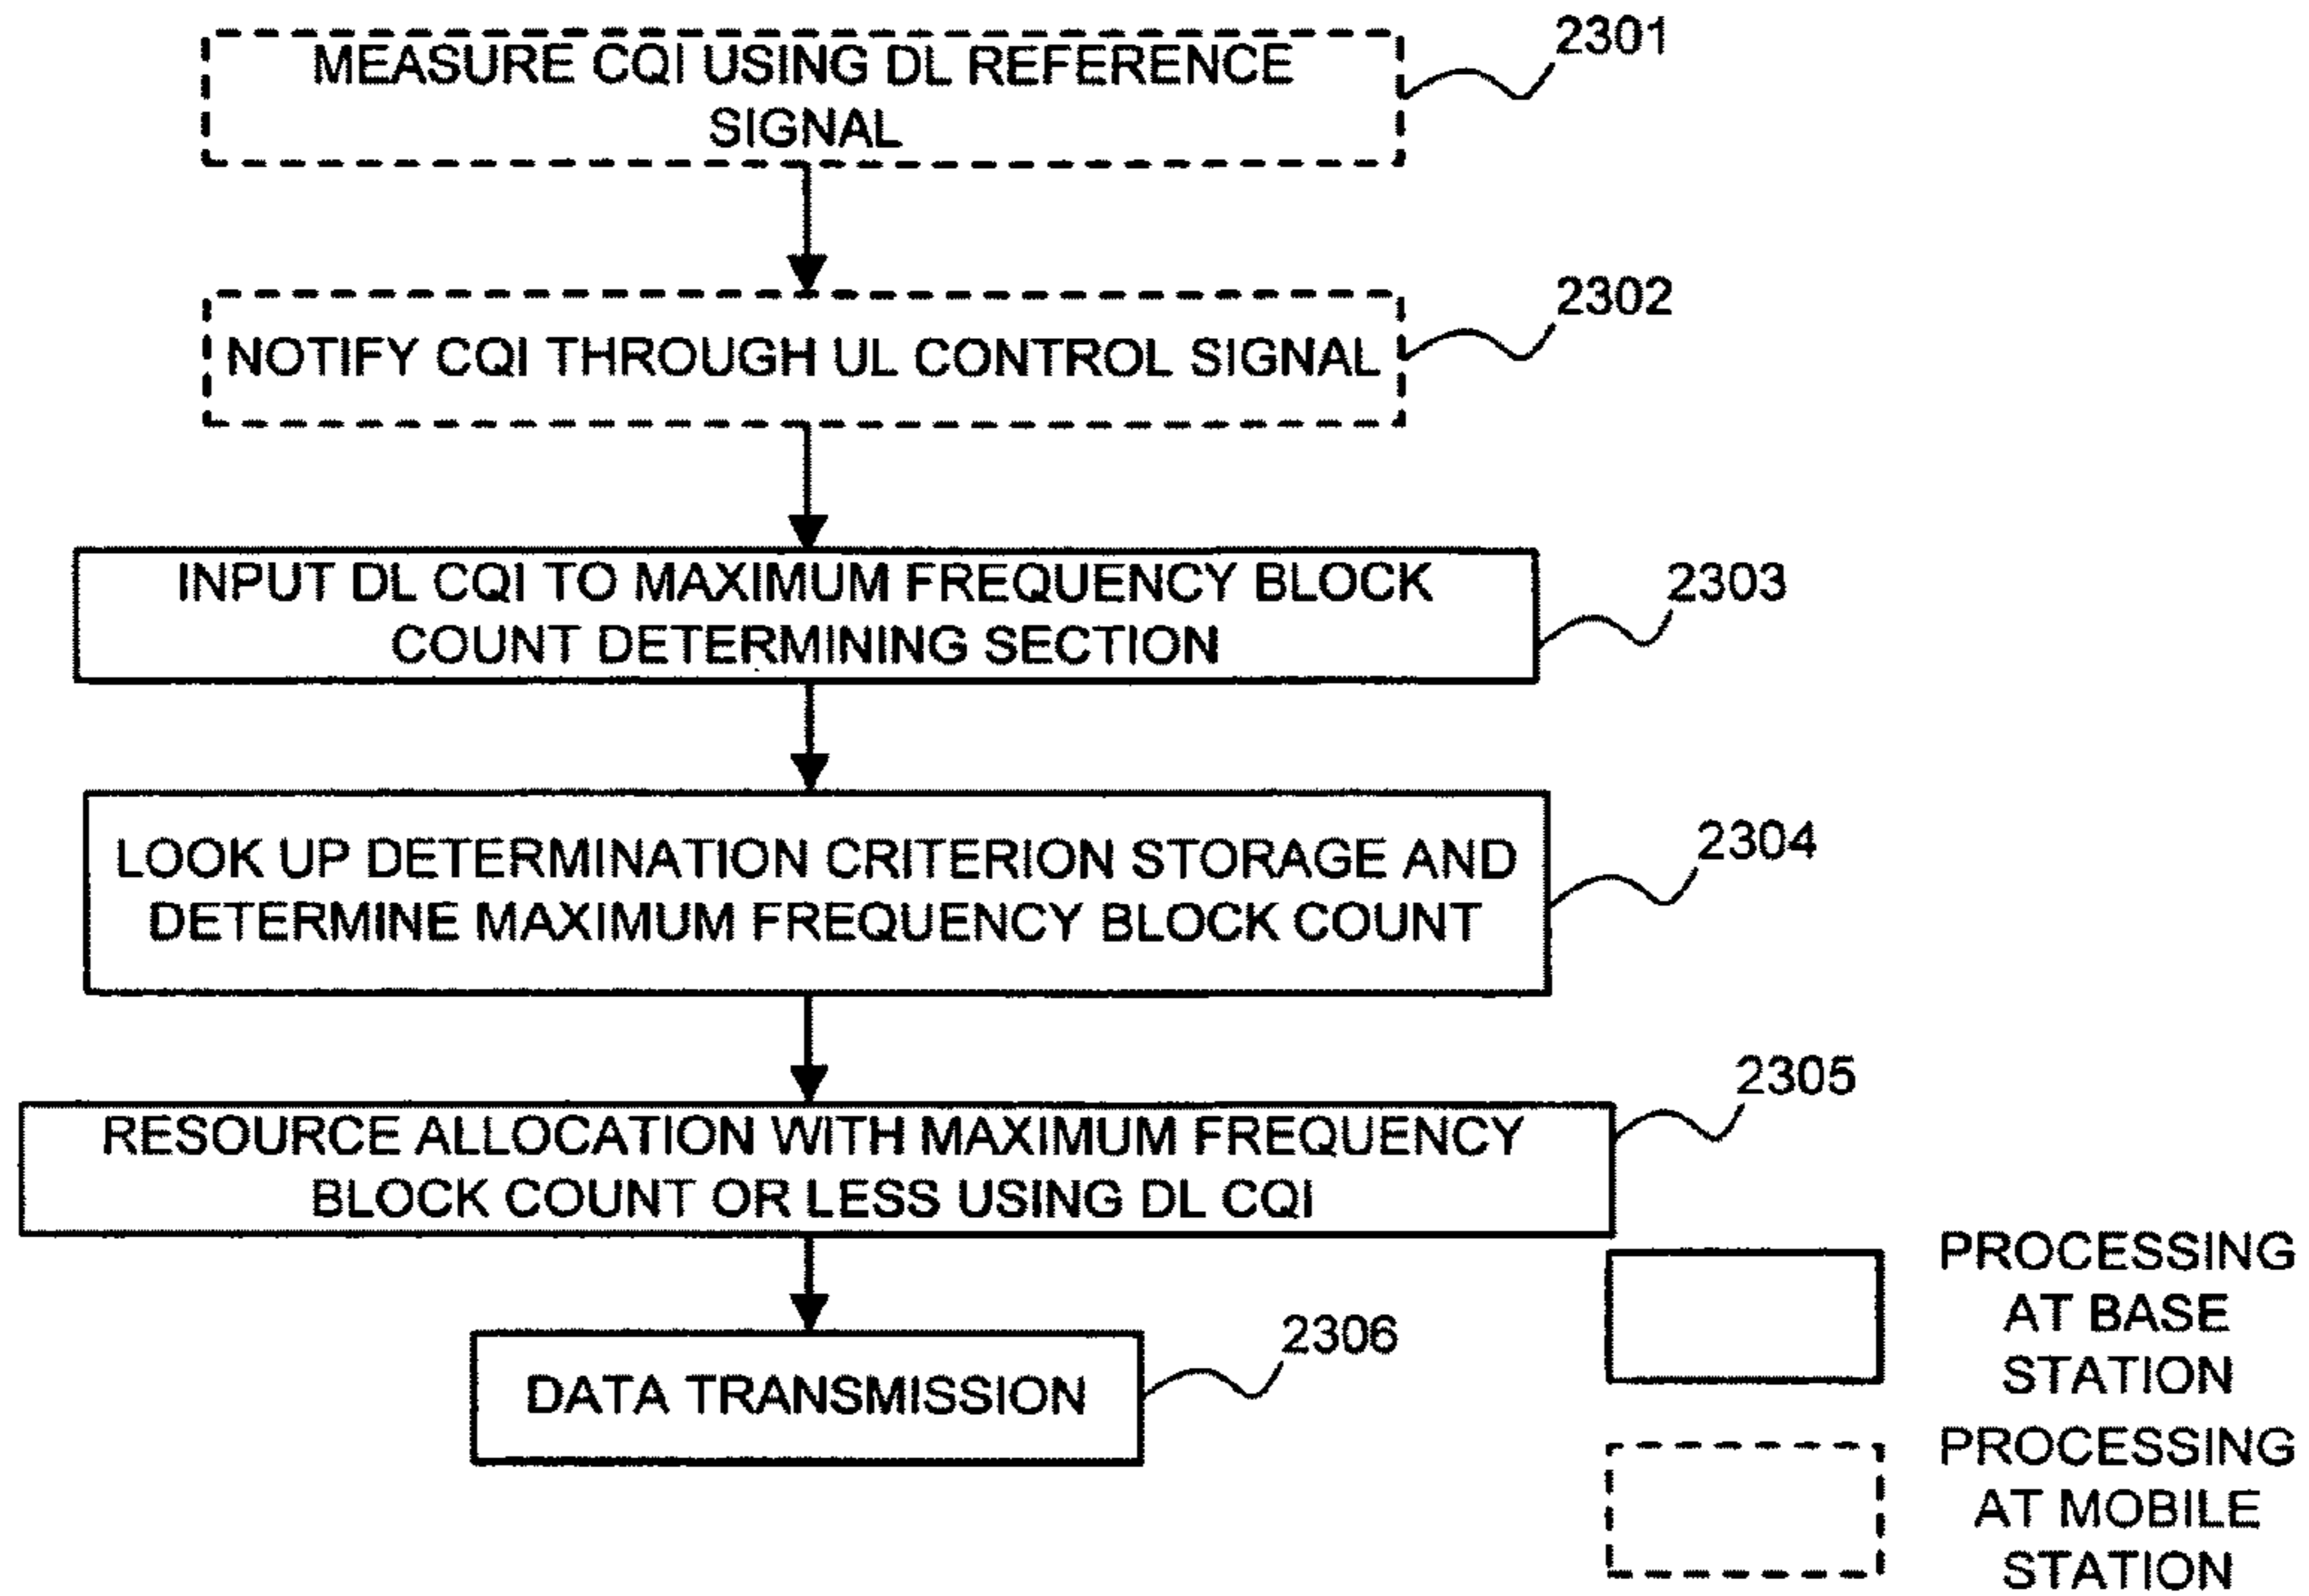 MEASURE CQI USING DL REFERENCE
SIGNAL
2301
NOTIFY CQI THROUGH UL CONTROL SIGNAL
2302
INPUT DL CQI TO MAXIMUM FREQUENCY BLOCK
COUNT DETERMINING SECTION
2303
LOOK UP DETERMINATION CRITERION STORAGE AND
DETERMINE MAXIMUM FREQUENCY BLOCK COUNT
2304
RESOURCE ALLOCATION WITH MAXIMUM FREQUENCY
BLOCK COUNT OR LESS USING DL CQI
2305
DATA TRANSMISSION
2306
PROCESSING
AT BASE
STATION
PROCESSING
AT MOBILE
STATION